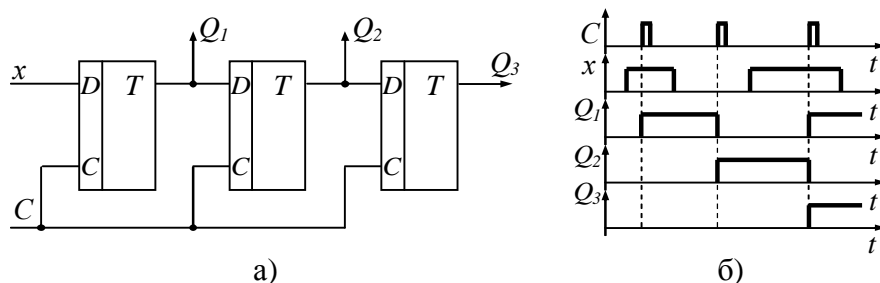 Q1 Q2 Q3
x D T D T D T
C C C
C
а)
C t
x t
Q1 t
Q2 t
Q3 t
б)